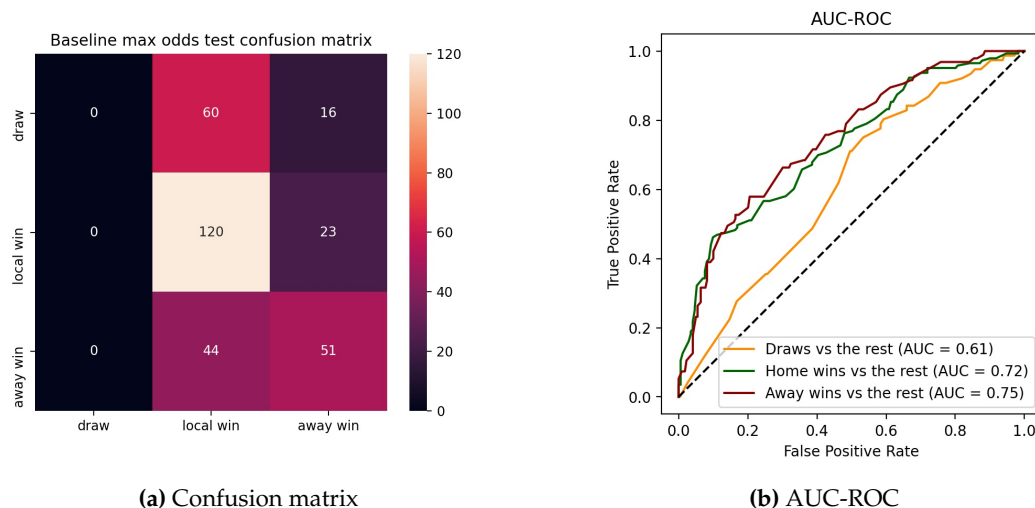 Baseline max odds test confusion matrix
draw
local win
away win
0
60
16
0
120
23
0
44
51
draw
local win
away win
120
100
80
60
40
20
0
(a) Confusion matrix
AUC-ROC
True Positive Rate
1.0
0.8
0.6
0.4
0.2
0.0
Draws vs the rest (AUC = 0.61)
Home wins vs the rest (AUC = 0.72)
Away wins vs the rest (AUC = 0.75)
0.0
0.2
0.4
0.6
0.8
1.0
False Positive Rate
(b) AUC-ROC